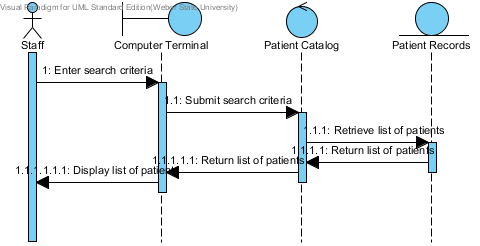 Visual Paradigm for UML Standard Edition(Weber State University)
Staff
Computer Terminal
Patient Catalog
Patient Records
1: Enter search criteria
1.1: Submit search criteria
1.1.1: Retrieve list of patients
1.1.1.1: Return list of patients
1.1.1.1.1: Return list of patients
1.1.1.1.1.1: Display list of patients